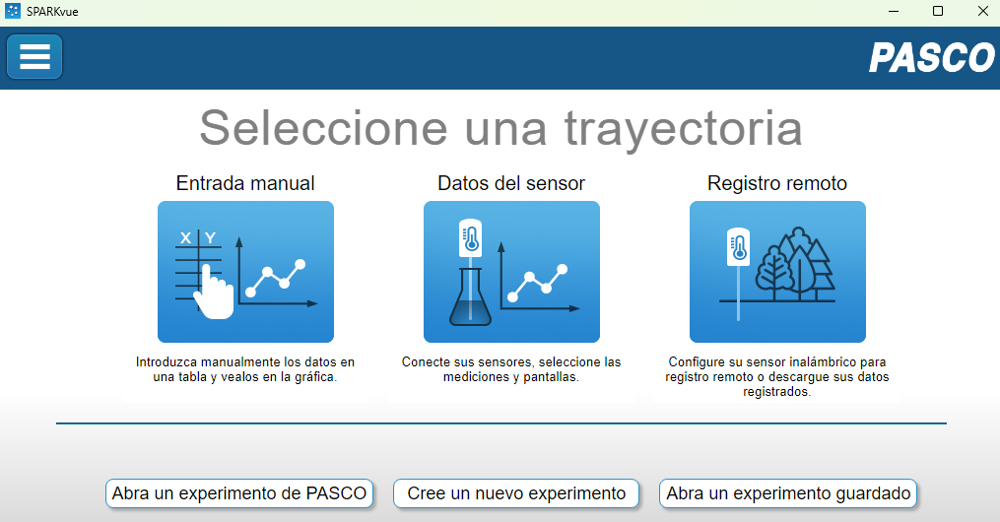 SPARKvue
PASCO
Seleccione una trayectoria
Entrada manual
X Y
Introduzca manualmente los datos en
una tabla y vealos en la gráfica.
Datos del sensor
Conecte sus sensores, seleccione las
mediciones y pantallas.
Registro remoto
Configure su sensor inalámbrico para
registro remoto o descargue sus datos
registrados.
Abra un experimento de PASCO
Cree un nuevo experimento
Abra un experimento guardado